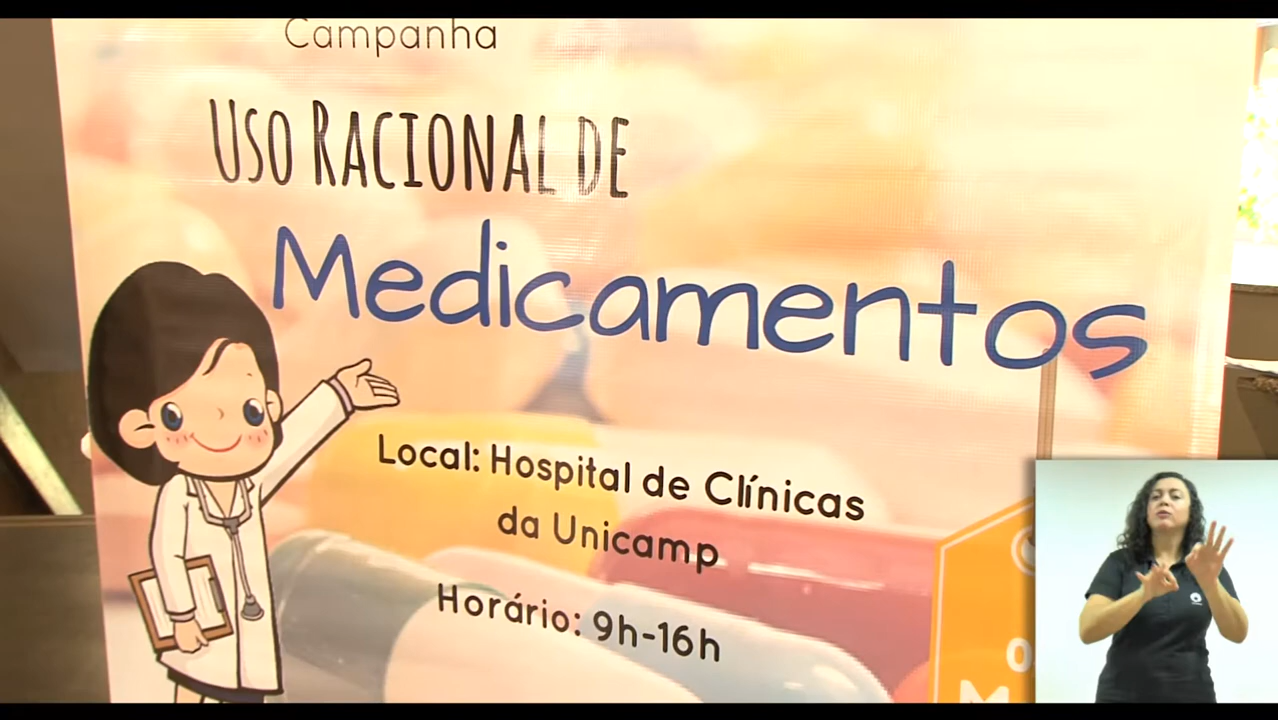 Campanha
USO RACIONAL DE
Medicamentos
Local: Hospital de Clínicas
da Unicamp
Horário: 9h-16h